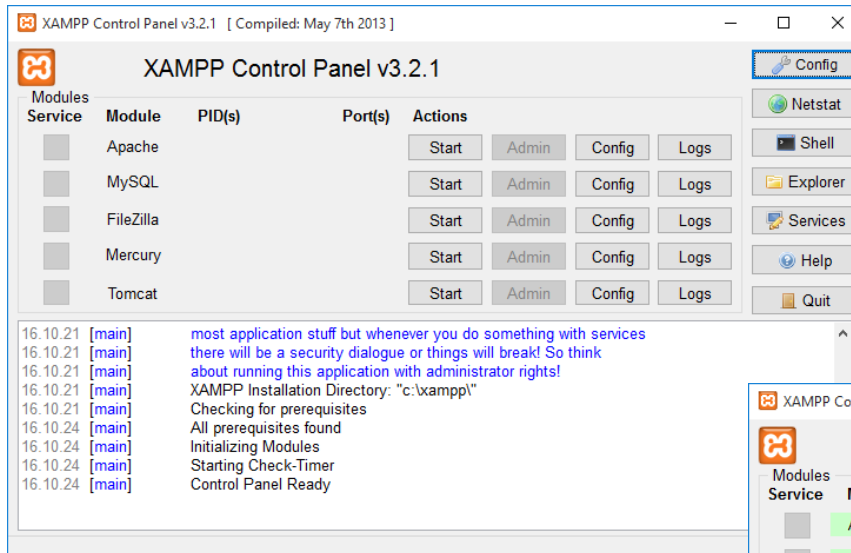 XAMPP Control Panel v3.2.1 [ Compiled: May 7th 2013 ]
XAMPP Control Panel v3.2.1
Config
Netstat
Shell
Explorer
Services
Help
Quit
Modules
Service Module PID(s) Port(s) Actions
Apache Start Admin Config Logs
MySQL Start Admin Config Logs
FileZilla Start Admin Config Logs
Mercury Start Admin Config Logs
Tomcat Start Admin Config Logs
16.10.21 [main] most application stuff but whenever you do something with services
16.10.21 [main] there will be a security dialogue or things will break! So think
16.10.21 [main] about running this application with administrator rights!
16.10.21 [main] XAMPP Installation Directory: "c:\xampp\"
16.10.21 [main] Checking for prerequisites
16.10.24 [main] All prerequisites found
16.10.24 [main] Initializing Modules
16.10.24 [main] Starting Check-Timer
16.10.24 [main] Control Panel Ready
XAMPP Co
Modules
Service